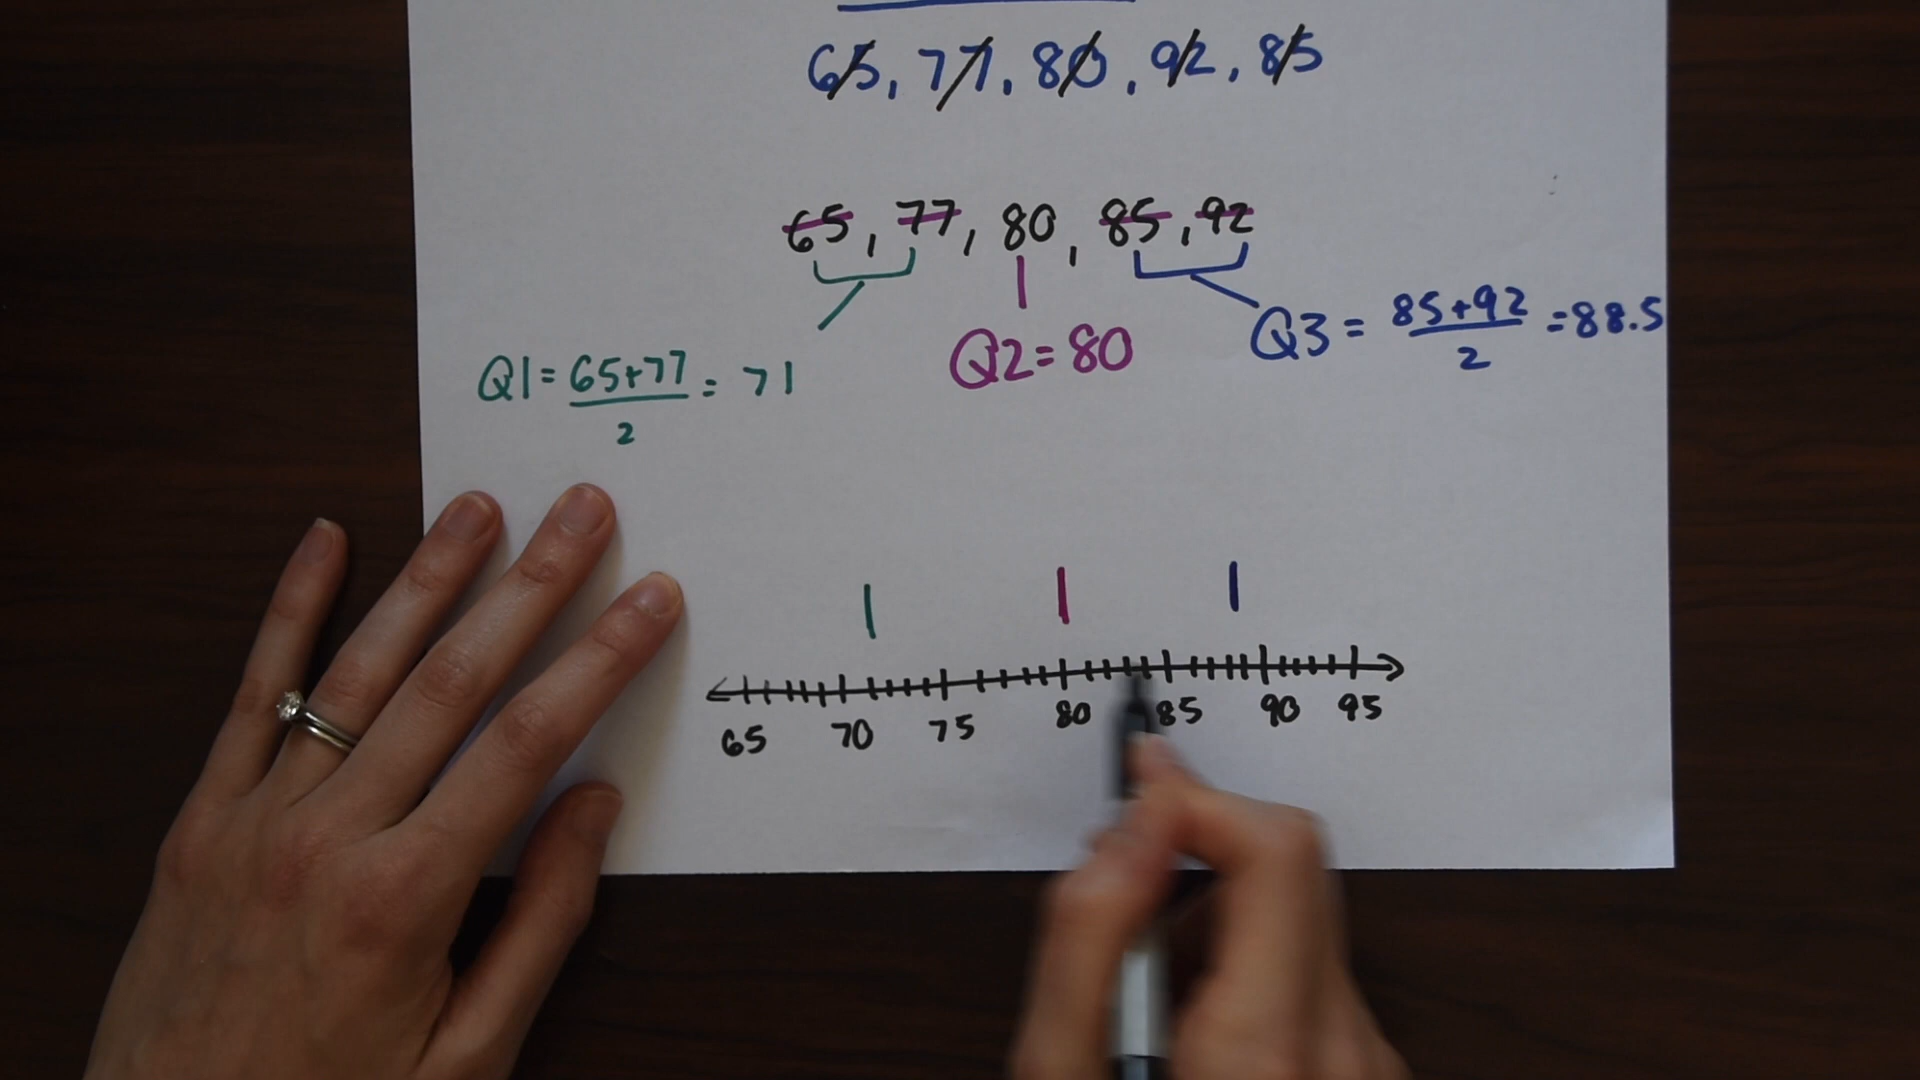 65, 77, 80, 92, 85
65, 77, 80, 85, 92
Q1 = 65+77/2 = 71
Q2 = 80
Q3 = 85+92/2 = 88.5
65 70 75 80 85 90 95